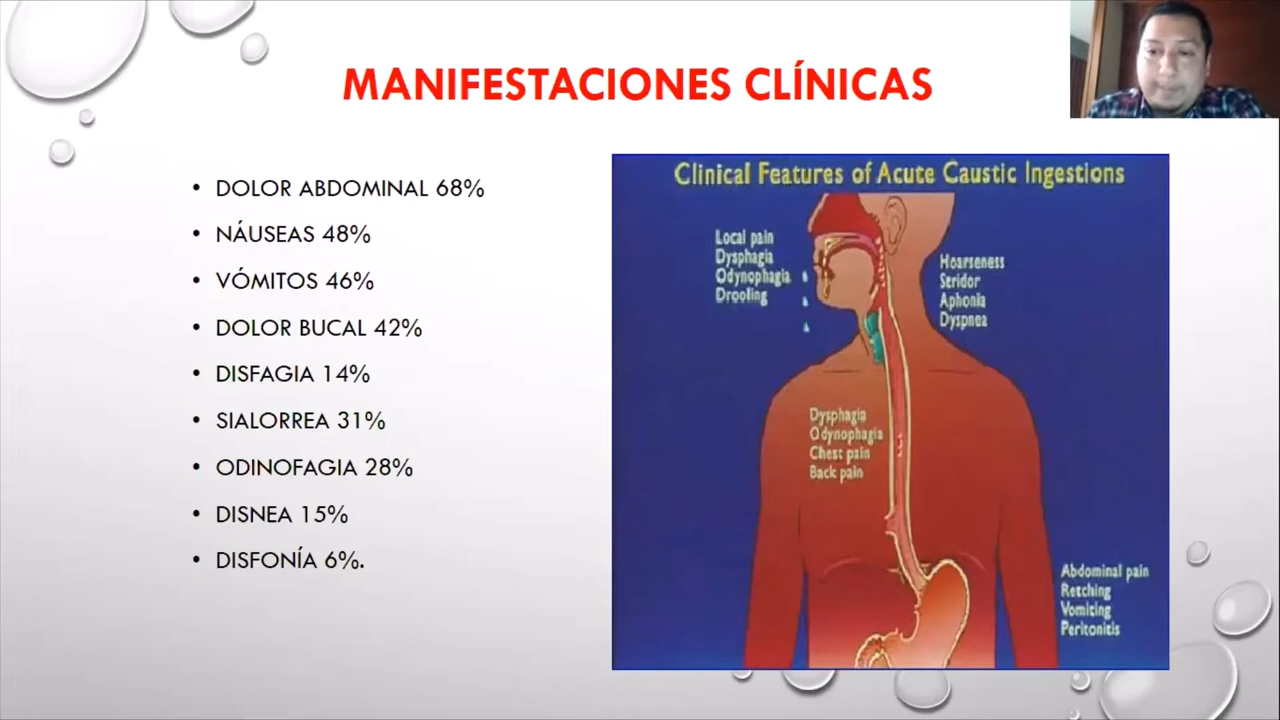 MANIFESTACIONES CLÍNICAS
• DOLOR ABDOMINAL 68%
• NÁUSEAS 48%
• VÓMITOS 46%
• DOLOR BUCAL 42%
• DISFAGIA 14%
• SIALORREA 31%
• ODINOFAGIA 28%
• DISNEA 15%
• DISFONÍA 6%.
Clinical Features of Acute Caustic Ingestions
Local pain
Dysphagia
Odynophagia
Drooling
Hoarseness
Stridor
Aphonia
Dyspnea
Dysphagia
Odynophagia
Chest pain
Back pain
Abdominal pain
Retching
Vomiting
Peritonitis